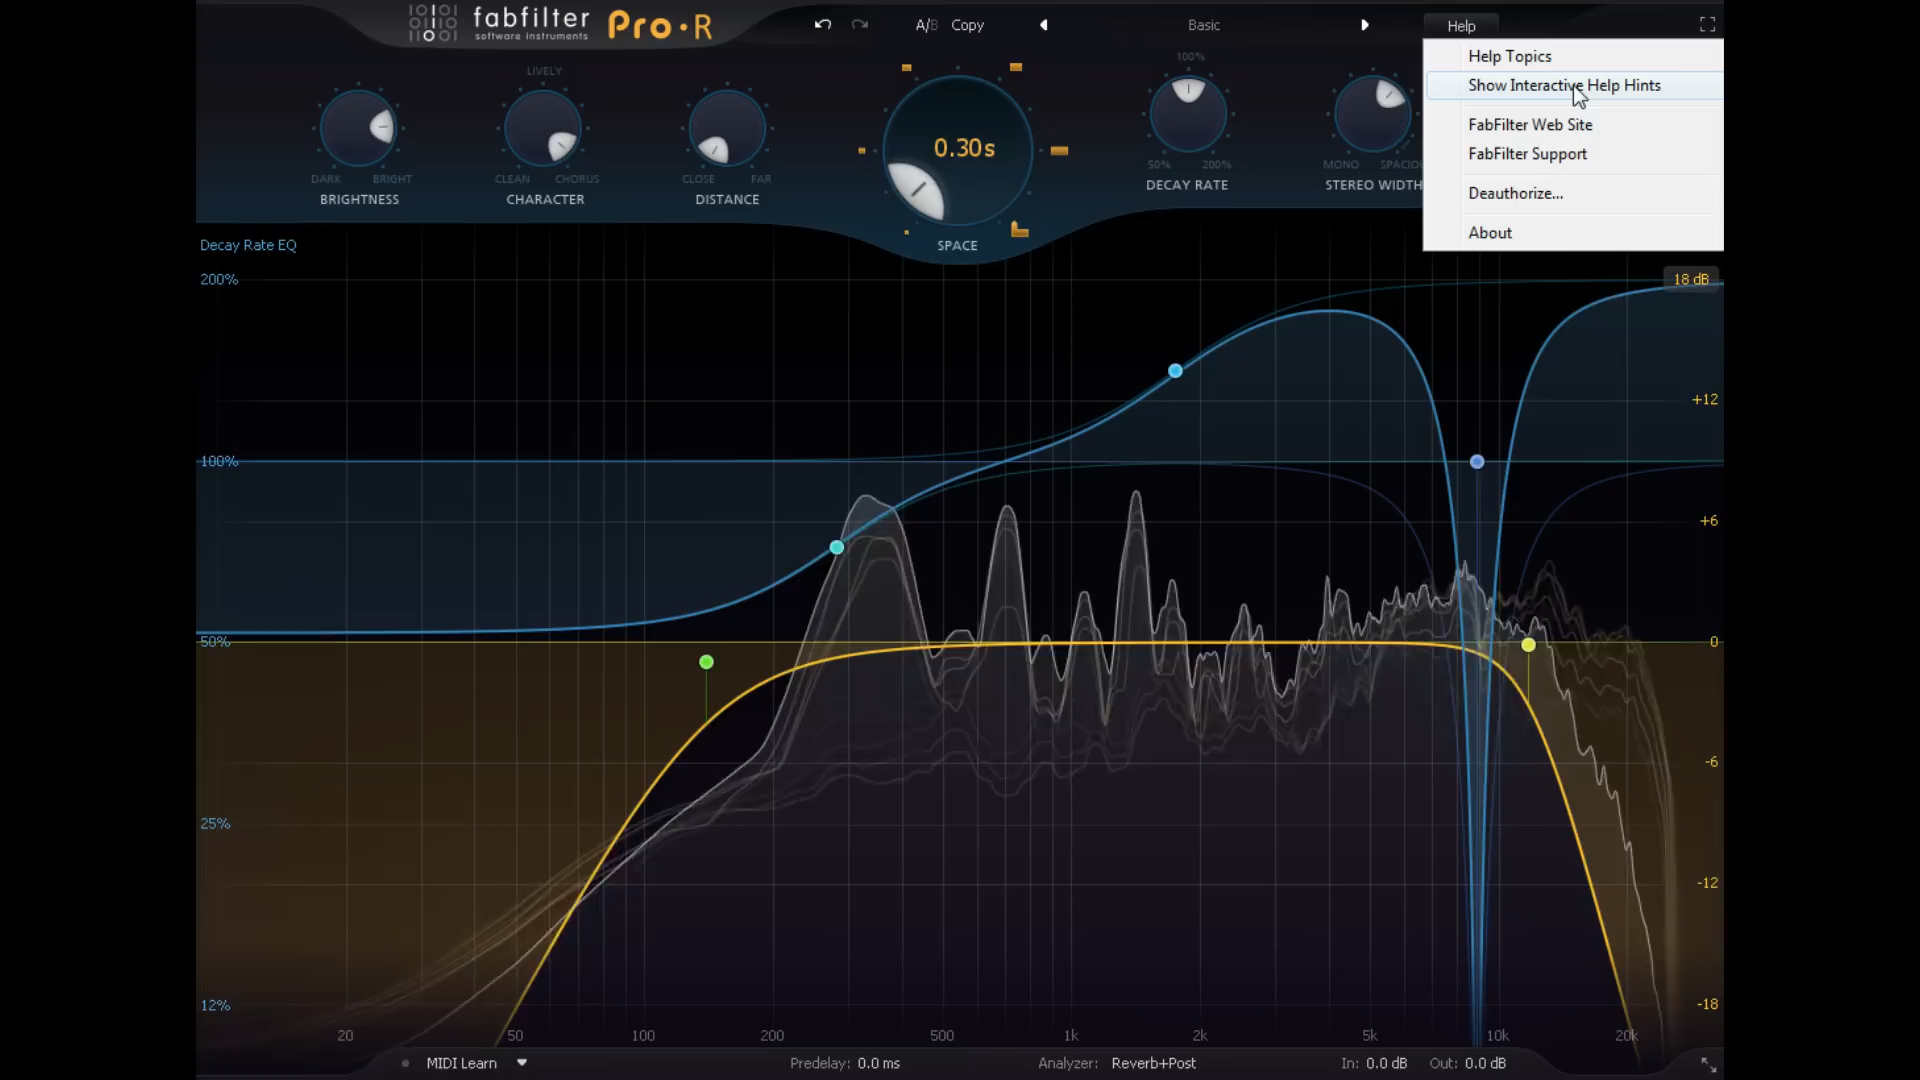 fabfilter
software instruments
Pro·R
A/B Copy
Basic
Help
Help Topics
Show Interactive Help Hints
FabFilter Web Site
FabFilter Support
Deauthorize...
About
DARK BRIGHT
BRIGHTNESS
LIVELY
CLEAN CHORUS
CHARACTER
CLOSE FAR
DISTANCE
0.30s
SPACE
100%
50% 200%
DECAY RATE
MONO SPACIO
STEREO WIDTH
Decay Rate EQ
200%
18 dB
+12
100%
+6
50%
0
-6
25%
-12
12%
-18
20 50 100 200 500 1k 2k 5k 10k 20k
MIDI Learn
Predelay: 0.0 ms
Analyzer: Reverb+Post
In: 0.0 dB Out: 0.0 dB